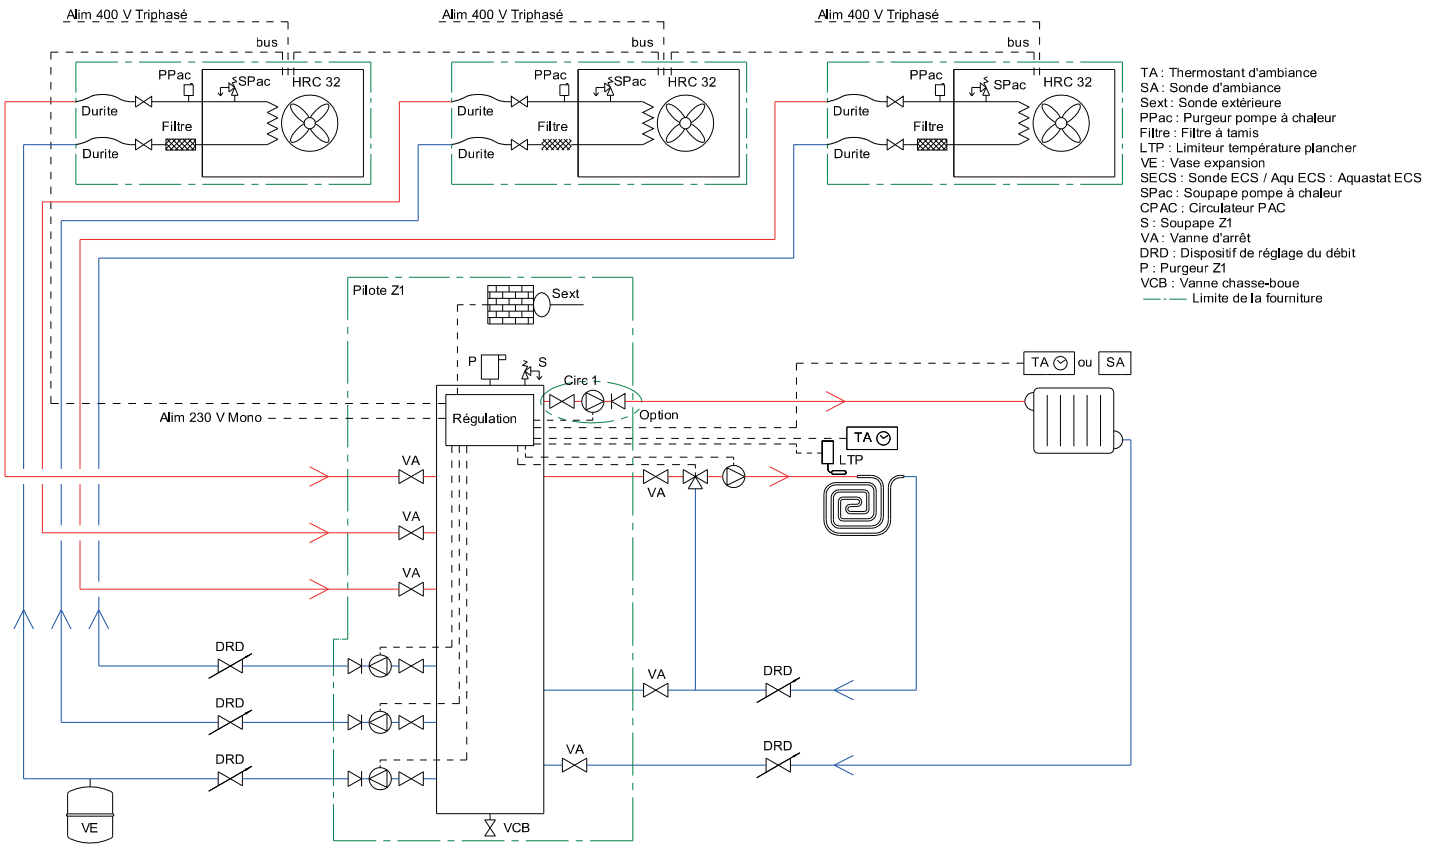 Alim 400 V Triphasé
Alim 400 V Triphasé
Alim 400 V Triphasé
bus
bus
bus
PPac
SPac
HRC 32
Durite
Filtre
Durite
PPac
SPac
HRC 32
Durite
Filtre
Durite
PPac
SPac
HRC 32
Durite
Filtre
Durite
TA : Thermostant d'ambiance
SA : Sonde d'ambiance
Sext : Sonde extérieure
PPac : Purgeur pompe à chaleur
Filtre : Filtre à tamis
LTP : Limiteur température plancher
VE : Vase expansion
SECS : Sonde ECS / Aqu ECS : Aquastat ECS
SPac : Soupape pompe à chaleur
CPAC : Circulateur PAC
S : Soupape Z1
VA : Vanne d'arrêt
DRD : Dispositif de réglage du débit
P : Purgeur Z1
VCB : Vanne chasse-boue
Limite de la fourniture
Pilote Z1
Sext
P
S
Circ 1
Option
TA
ou
SA
Alim 230 V Mono
Régulation
TA
LTP
VA
VA
VA
VA
DRD
DRD
DRD
VA
DRD
VA
DRD
VE
VCB